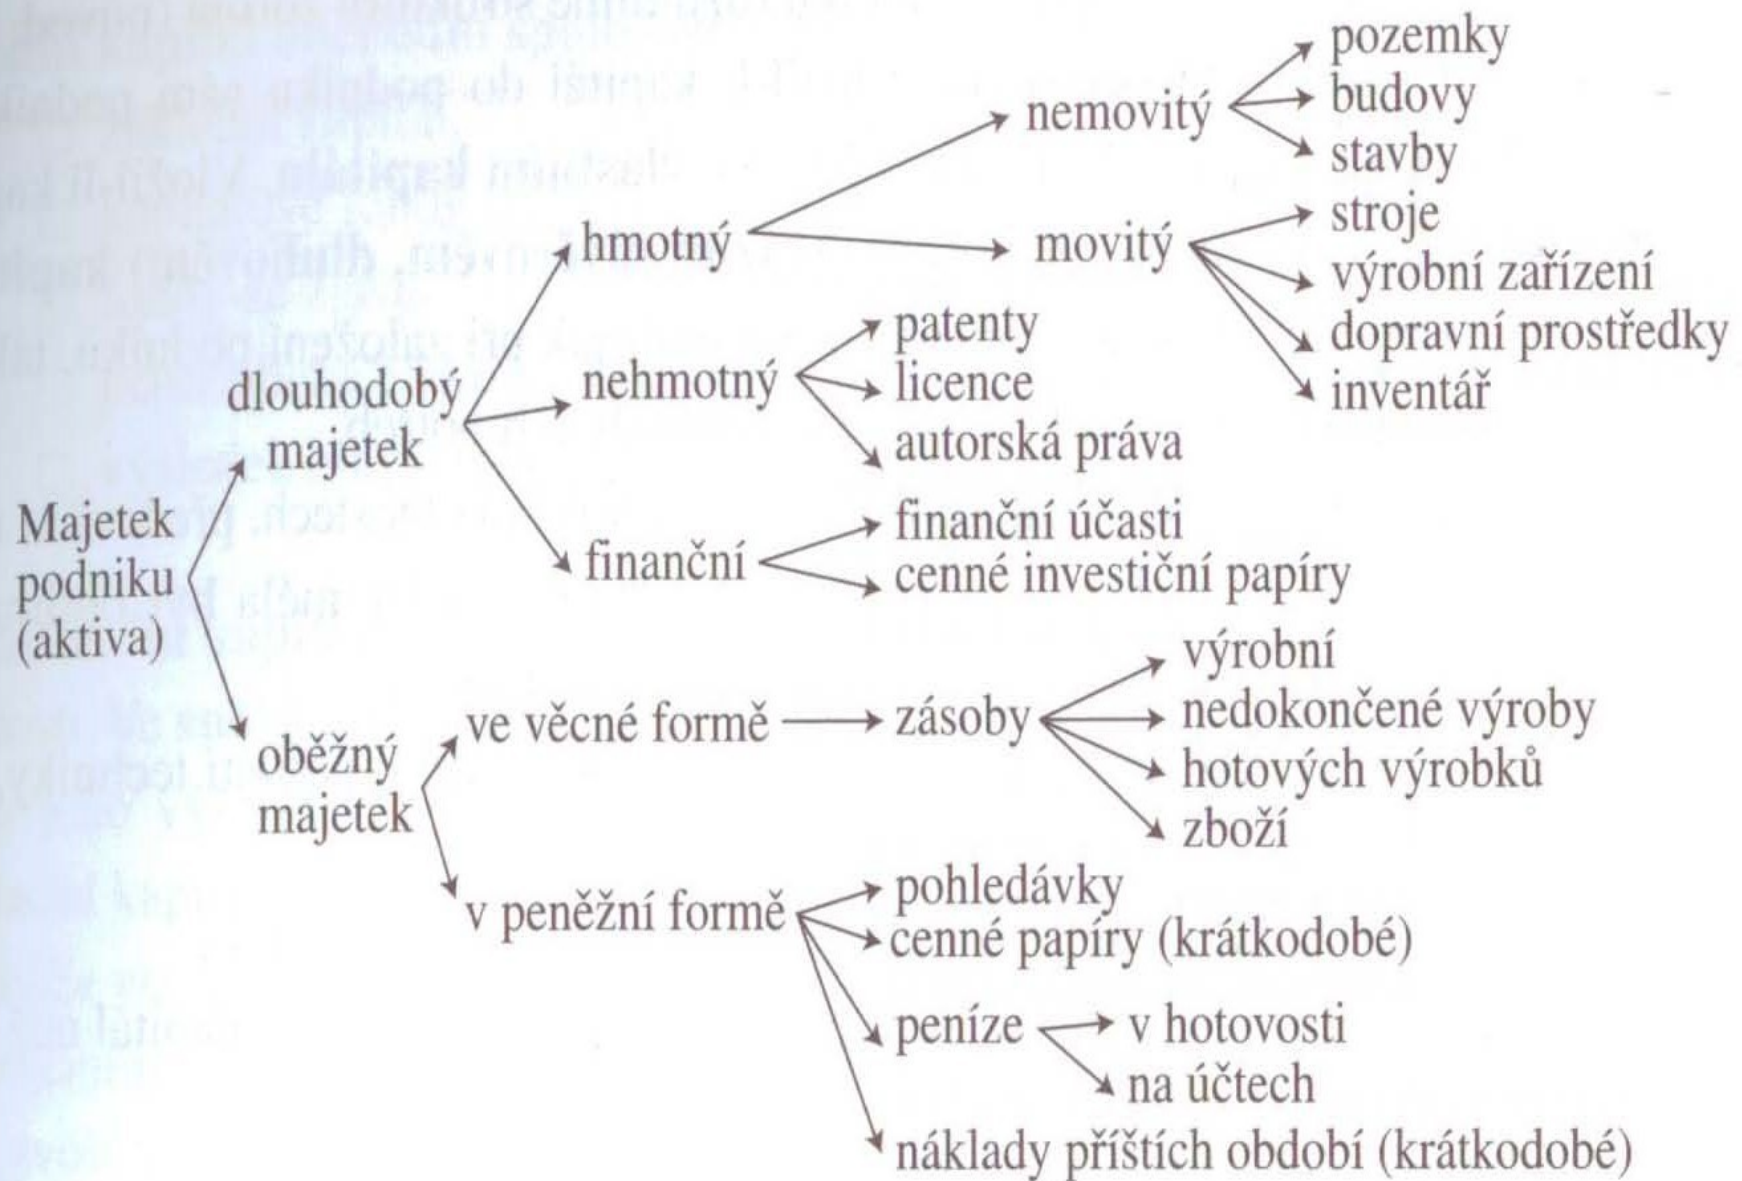 Majetek
podniku
(aktiva)
dlouhodobý
majetek
hmotný
nemovitý
pozemky
budovy
stavby
movitý
stroje
výrobní zařízení
dopravní prostředky
inventář
nehmotný
patenty
licence
autorská práva
finanční
finanční účasti
cenné investiční papíry
oběžný
majetek
ve věcné formě
zásoby
výrobní
nedokončené výroby
hotových výrobků
zboží
v peněžní formě
pohledávky
cenné papíry (krátkodobé)
peníze
v hotovosti
na účtech
náklady příštích období (krátkodobé)